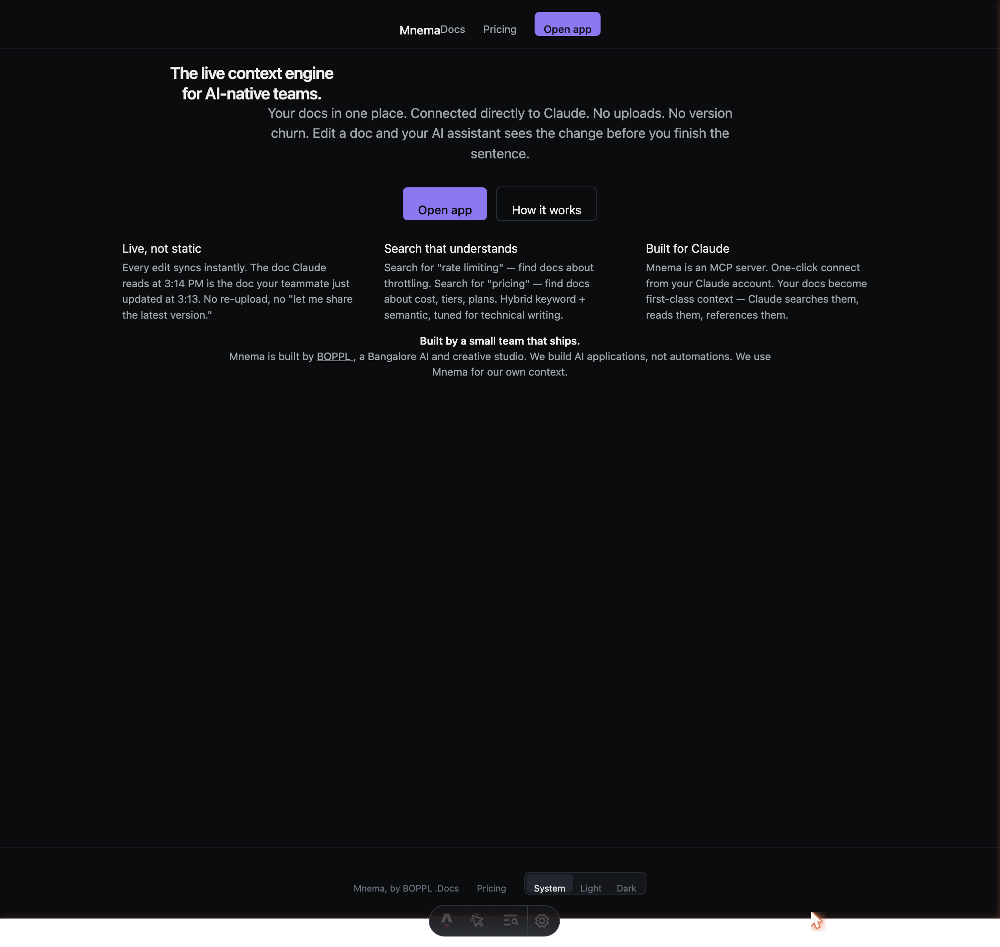 Mnema Docs Pricing Open app
The live context engine
for AI-native teams.
Your docs in one place. Connected directly to Claude. No uploads. No version
churn. Edit a doc and your AI assistant sees the change before you finish the
sentence.
Open app How it works
Live, not static
Every edit syncs instantly. The doc Claude
reads at 3:14 PM is the doc your teammate just
updated at 3:13. No re-upload, no "let me share
the latest version."
Search that understands
Search for "rate limiting" — find docs about
throttling. Search for "pricing" — find docs
about cost, tiers, plans. Hybrid keyword +
semantic, tuned for technical writing.
Built for Claude
Mnema is an MCP server. One-click connect
from your Claude account. Your docs become
first-class context — Claude searches them,
reads them, references them.
Built by a small team that ships.
Mnema is built by BOPPL , a Bangalore AI and creative studio. We build AI applications, not automations. We use
Mnema for our own context.
Mnema, by BOPPL .Docs Pricing System Light Dark